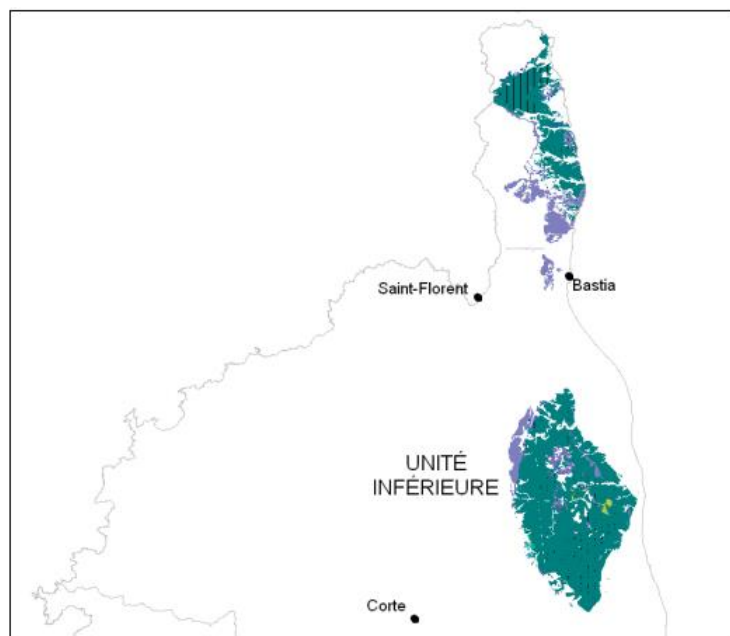 Saint-Florent
Bastia
UNITÉ
INFÉRIEURE
Corte